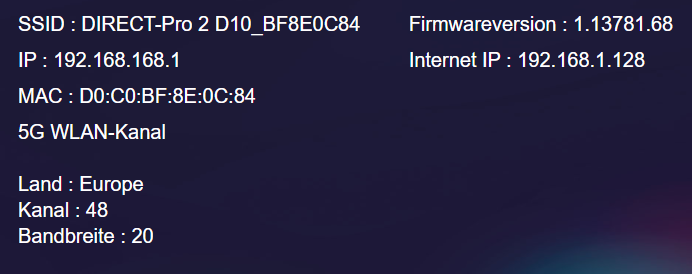 SSID : DIRECT-Pro 2 D10_BF8E0C84
IP : 192.168.168.1
MAC : D0:C0:BF:8E:0C:84
5G WLAN-Kanal
Land : Europe
Kanal : 48
Bandbreite : 20
Firmwareversion : 1.13781.68
Internet IP : 192.168.1.128